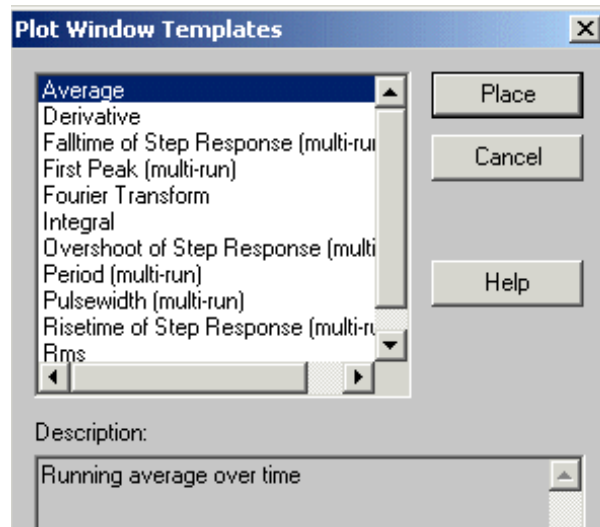 Plot Window Templates
Average
Derivative
Falltime of Step Response (multi-rui
First Peak (multi-run)
Fourier Transform
Integral
Overshoot of Step Response (multi
Period (multi-run)
Pulsewidth (multi-run)
Risetime of Step Response (multi-ru
Rms
Place
Cancel
Help
Description:
Running average over time